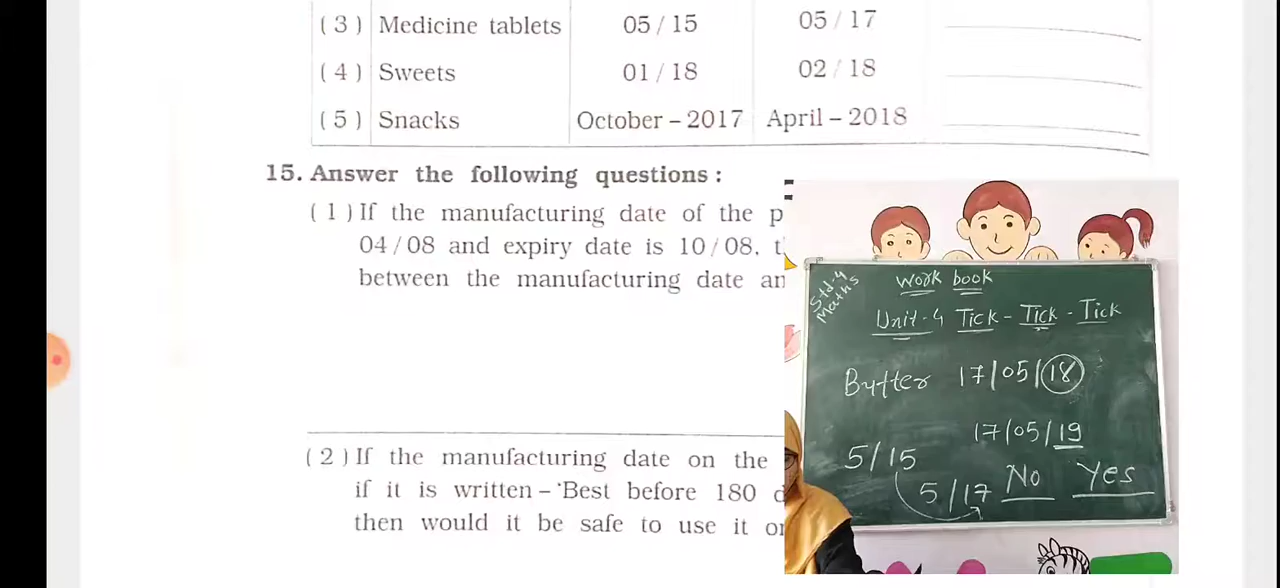 ( 3 ) Medicine tablets 05 / 15 05 / 17
( 4 ) Sweets 01 / 18 02 / 18
( 5 ) Snacks October – 2017 April – 2018
15. Answer the following questions :
( 1 ) If the manufacturing date of the p
04 / 08 and expiry date is 10 / 08. t
between the manufacturing date an
( 2 ) If the manufacturing date on the
if it is written – ‘Best before 180 d
then would it be safe to use it or
Std-4
Maths
Work book
Unit-4 Tick - Tick - Tick
Butter 17/05/18
17/05/19
5/15
5/17 No Yes